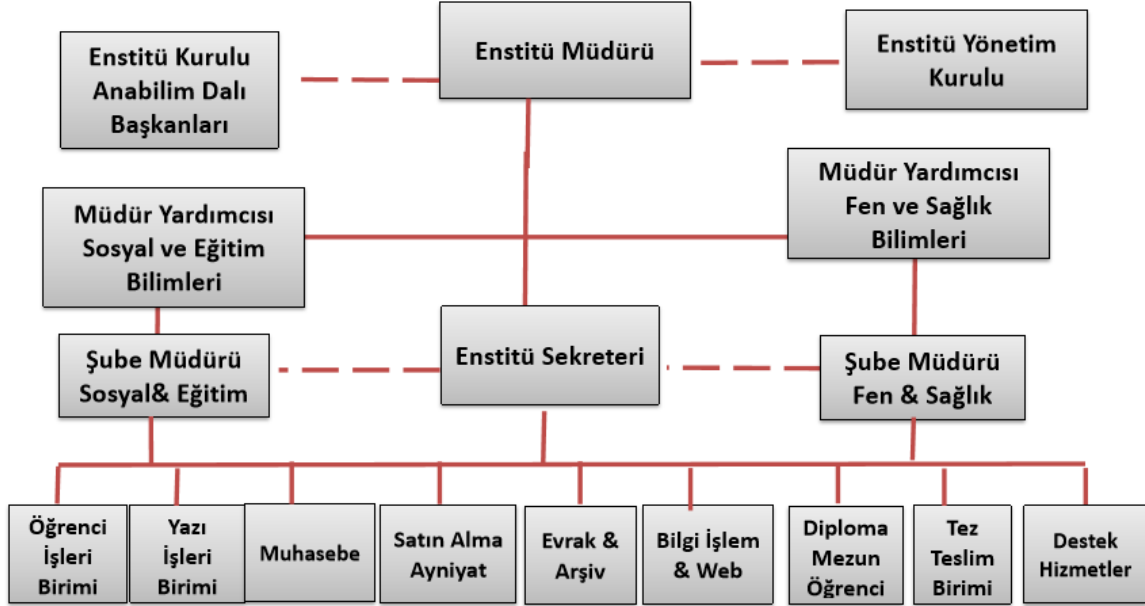 Enstitü Kurulu
Anabilim Dalı
Başkanları
Enstitü Müdürü
Enstitü Yönetim
Kurulu
Müdür Yardımcısı
Sosyal ve Eğitim
Bilimleri
Müdür Yardımcısı
Fen ve Sağlık
Bilimleri
Şube Müdürü
Sosyal& Eğitim
Enstitü Sekreteri
Şube Müdürü
Fen & Sağlık
Öğrenci
İşleri
Birimi
Yazı
İşleri
Birimi
Muhasebe
Satın Alma
Ayniyat
Evrak &
Arşiv
Bilgi İşlem
& Web
Diploma
Mezun
Öğrenci
Tez
Teslim
Birimi
Destek
Hizmetler